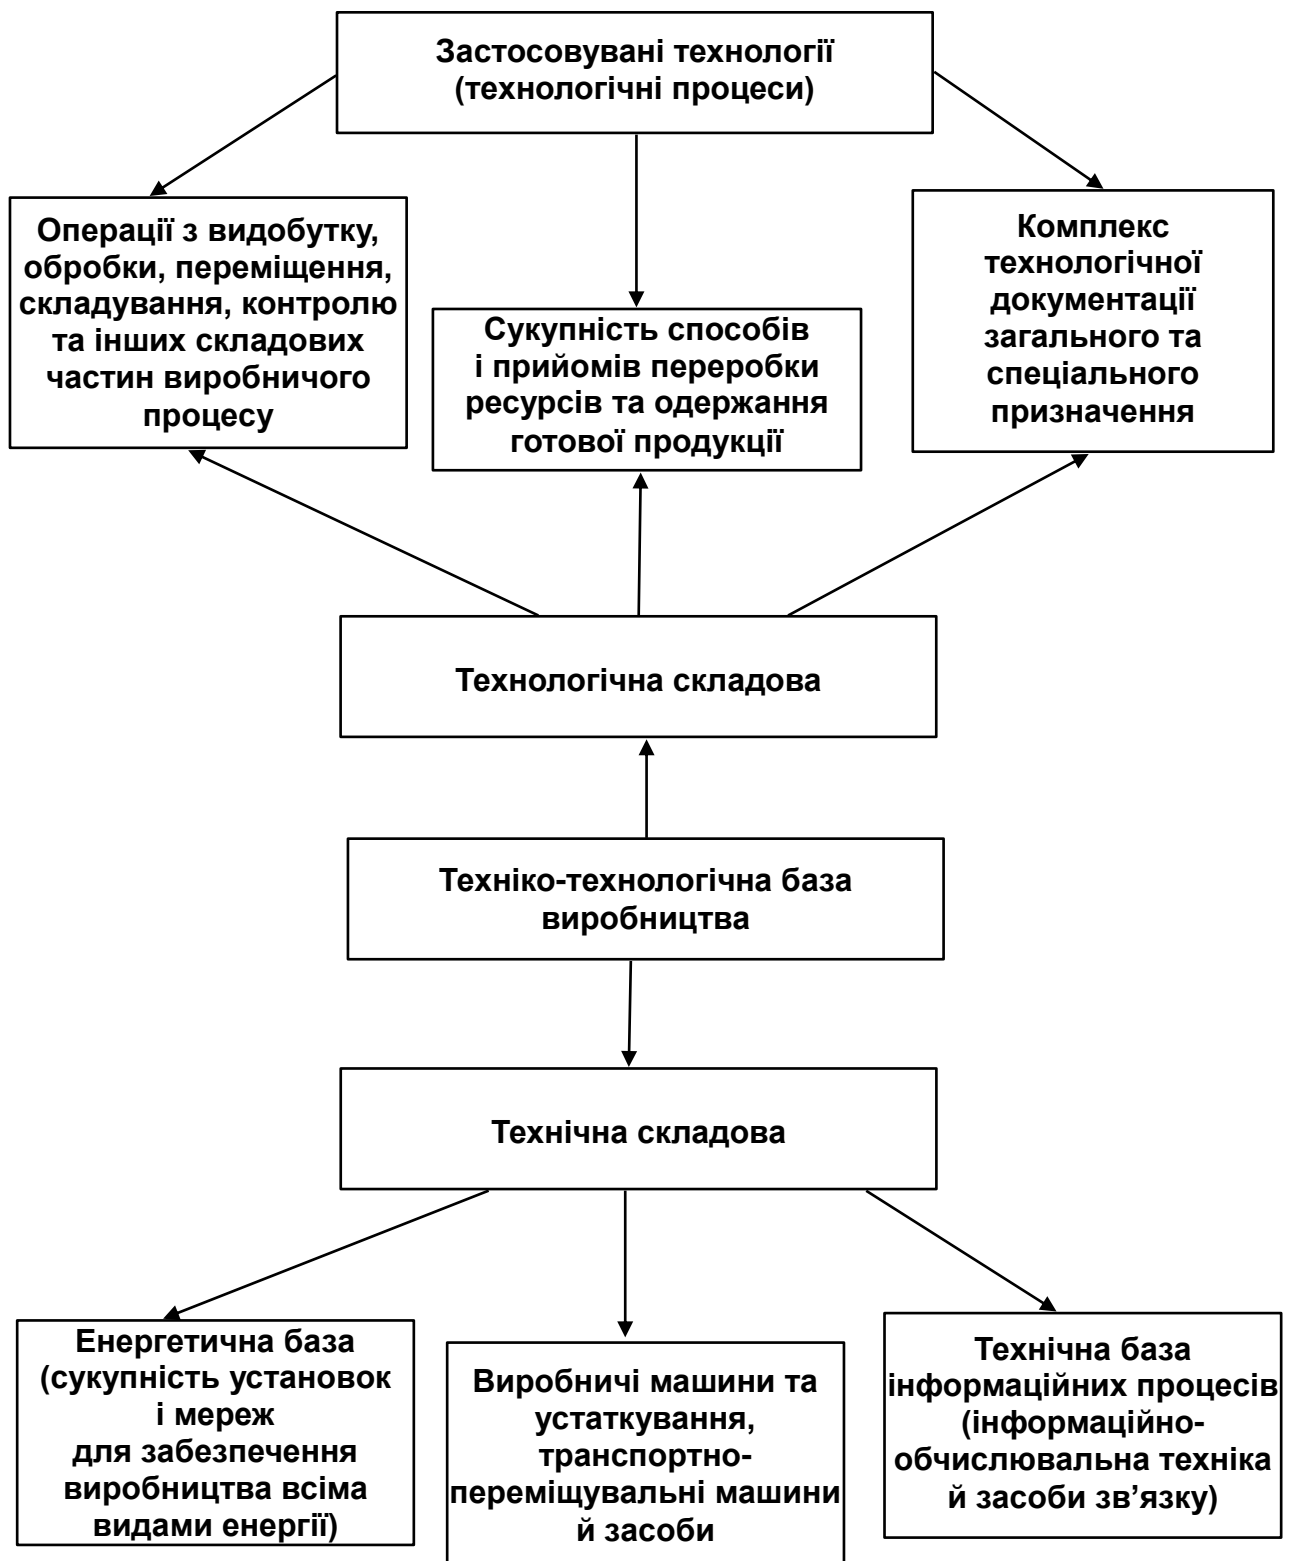 Застосовувані технології
(технологічні процеси)
Операції з видобутку,
обробки, переміщення,
складування, контролю
та інших складових
частин виробничого
процесу
Сукупність способів
і прийомів переробки
ресурсів та одержання
готової продукції
Комплекс
технологічної
документації
загального та
спеціального
призначення
Технологічна складова
Техніко-технологічна база
виробництва
Технічна складова
Енергетична база
(сукупність установок
і мереж
для забезпечення
виробництва всіма
видами енергії)
Виробничі машини та
устаткування,
транспортно-
переміщувальні машини
й засоби
Технічна база
інформаційних процесів
(інформаційно-
обчислювальна техніка
й засоби зв’язку)